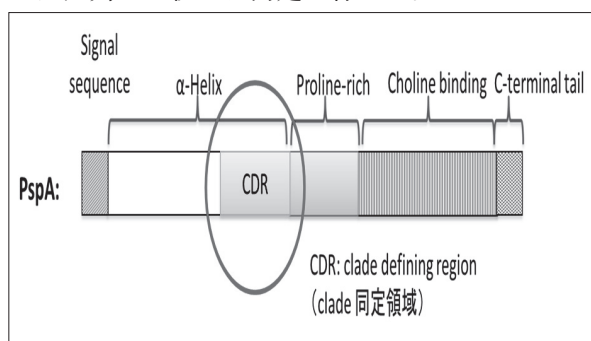 Signal
sequence
α-Helix
Proline-rich
Choline binding
C-terminal tail
PspA:
CDR
CDR: clade defining region
(clade 同定領域)